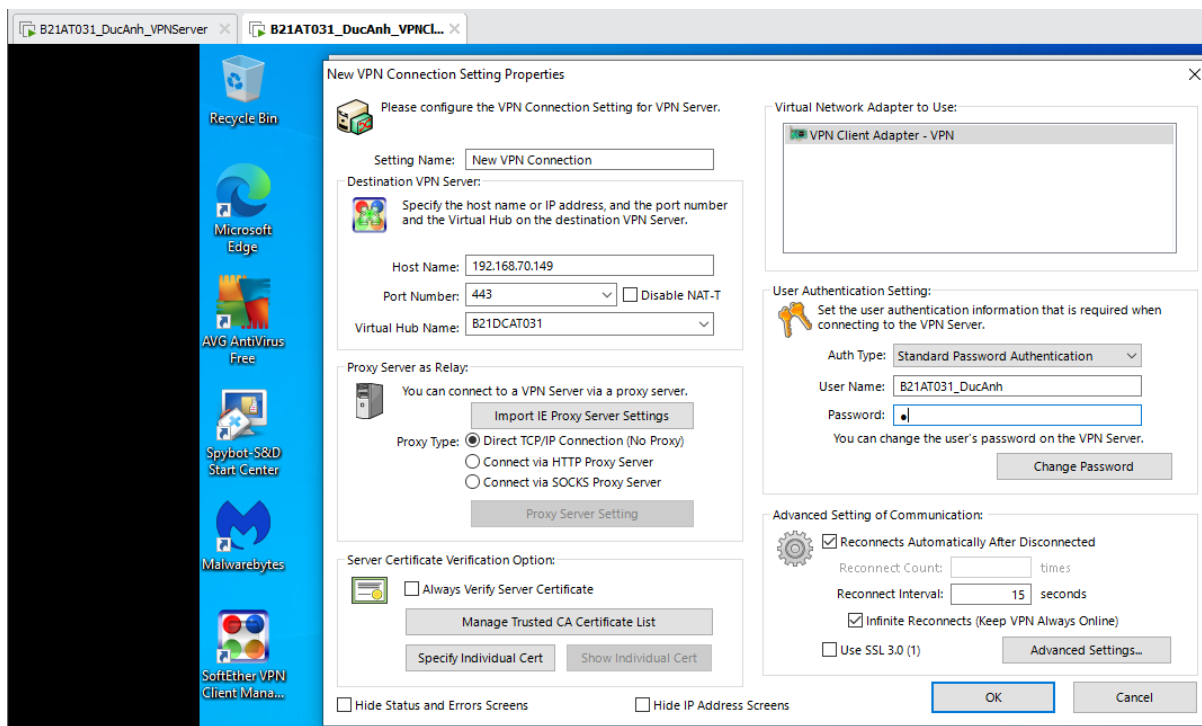 B21AT031_DucAnh_VPNServer
B21AT031_DucAnh_VPNCl...
Recycle Bin
Microsoft
Edge
AVG AntiVirus
Free
Spybot-S&D
Start Center
Malwarebytes
SoftEther VPN
Client Mana...
New VPN Connection Setting Properties
Please configure the VPN Connection Setting for VPN Server.
Setting Name: New VPN Connection
Destination VPN Server:
Specify the host name or IP address, and the port number
and the Virtual Hub on the destination VPN Server.
Host Name: 192.168.70.149
Port Number: 443 Disable NAT-T
Virtual Hub Name: B21DCAT031
Proxy Server as Relay:
You can connect to a VPN Server via a proxy server.
Import IE Proxy Server Settings
Proxy Type: Direct TCP/IP Connection (No Proxy)
Connect via HTTP Proxy Server
Connect via SOCKS Proxy Server
Proxy Server Setting
Server Certificate Verification Option:
Always Verify Server Certificate
Manage Trusted CA Certificate List
Specify Individual Cert Show Individual Cert
Hide Status and Errors Screens Hide IP Address Screens
Virtual Network Adapter to Use:
VPN Client Adapter - VPN
User Authentication Setting:
Set the user authentication information that is required when
connecting to the VPN Server.
Auth Type: Standard Password Authentication
User Name: B21AT031_DucAnh
Password: ●
You can change the user's password on the VPN Server.
Change Password
Advanced Setting of Communication:
Reconnects Automatically After Disconnected
Reconnect Count: times
Reconnect Interval: 15 seconds
Infinite Reconnects (Keep VPN Always Online)
Use SSL 3.0 (1) Advanced Settings...
OK Cancel